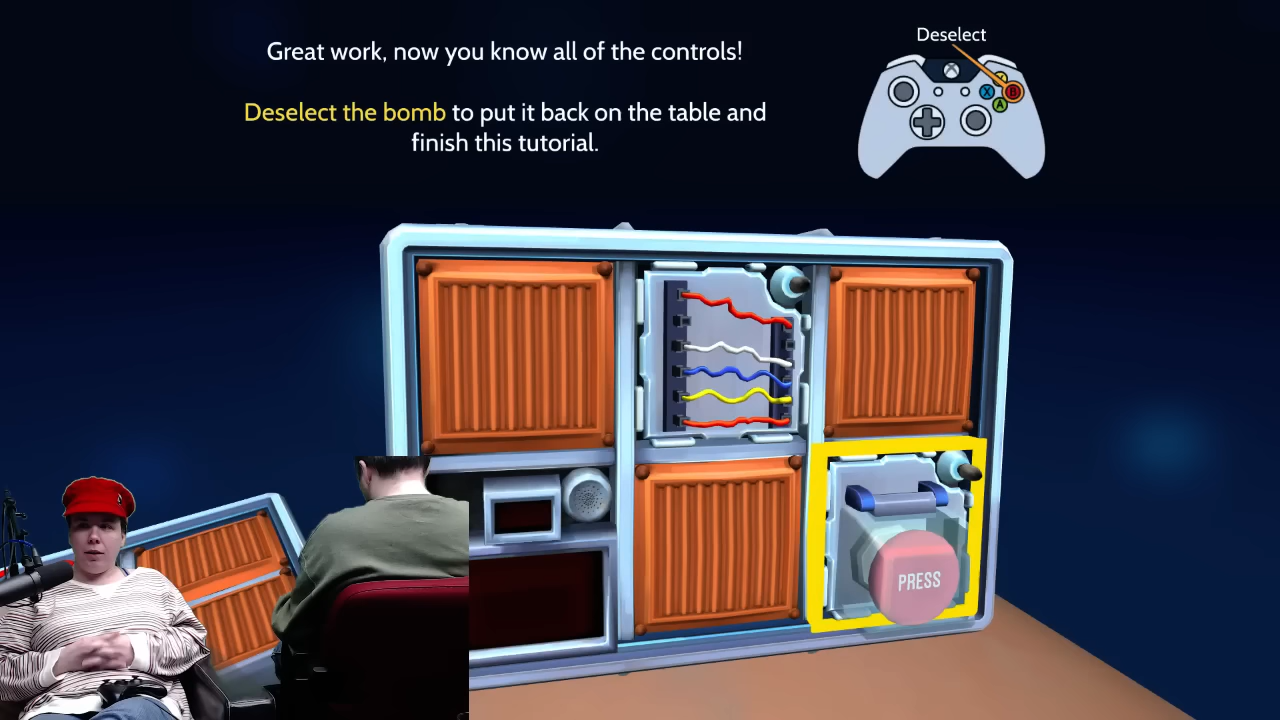 Deselect
Great work, now you know all of the controls!
Deselect the bomb to put it back on the table and
finish this tutorial.
Y
X
B
A
PRESS